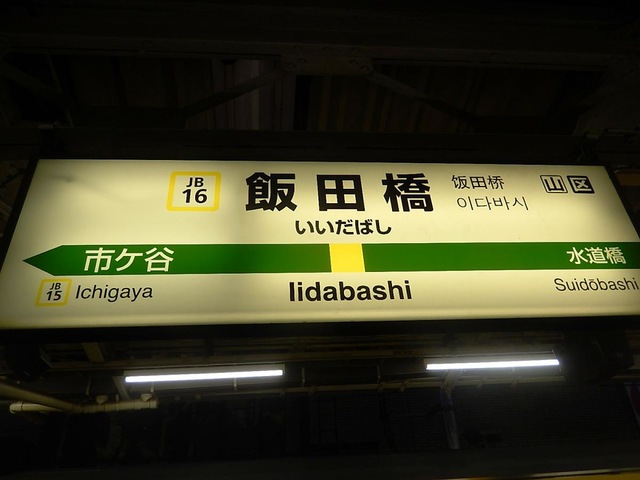 JB
16
飯田橋
饭田桥
이다바시
山区
いいだばし
市ケ谷
水道橋
JB
15
Ichigaya
Iidabashi
Suidōbashi